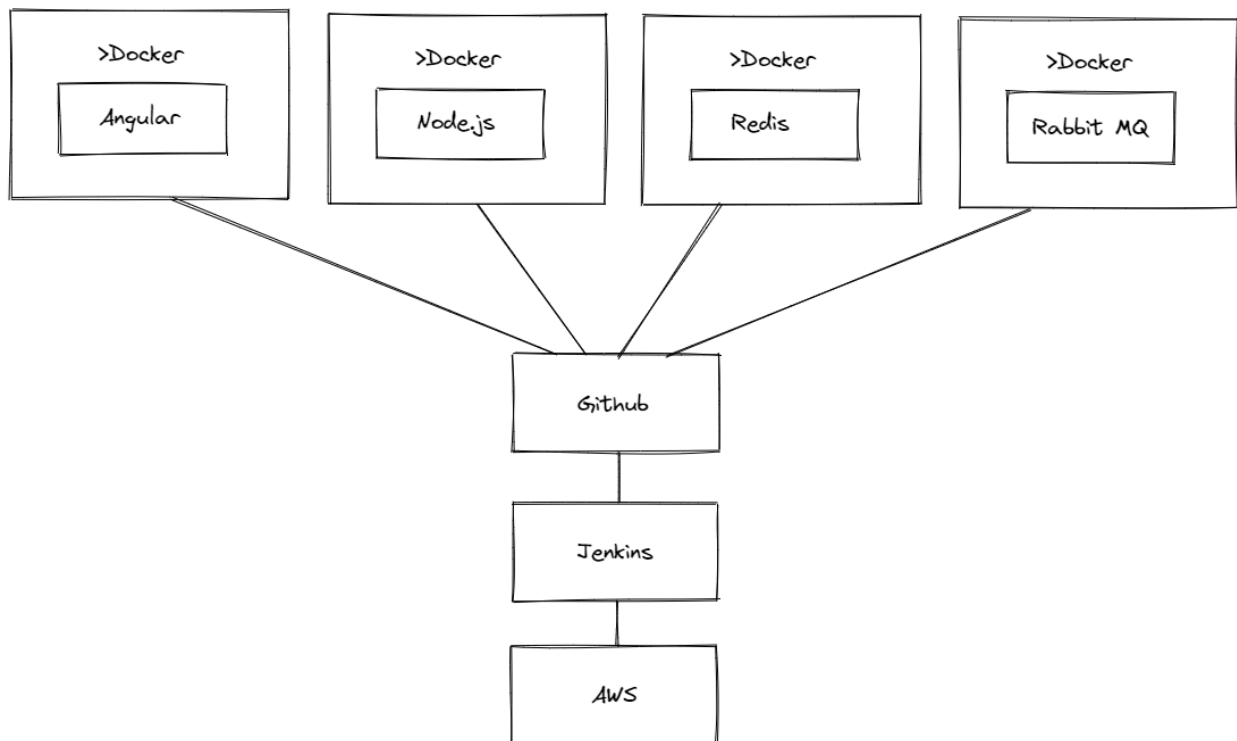 >Docker
Angular
>Docker
Node.js
>Docker
Redis
>Docker
Rabbit MQ
Github
Jenkins
AWS